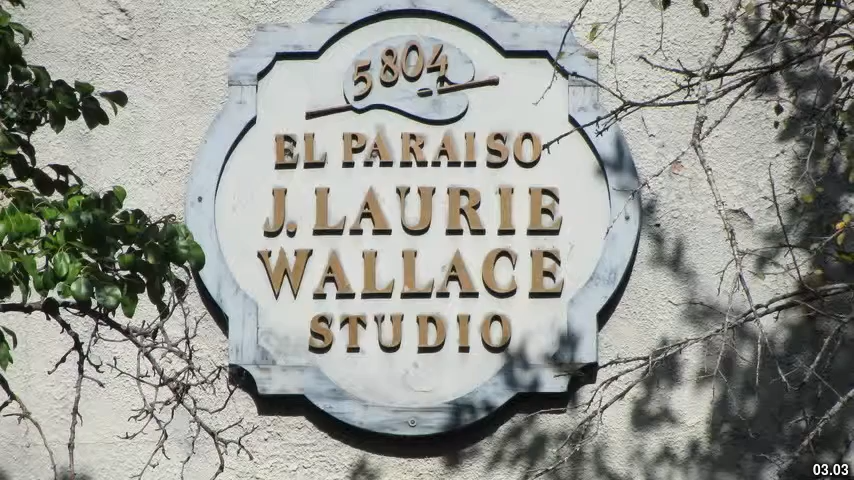 5804
EL PARAISO
J. LAURIE
WALLACE
STUDIO
03.03